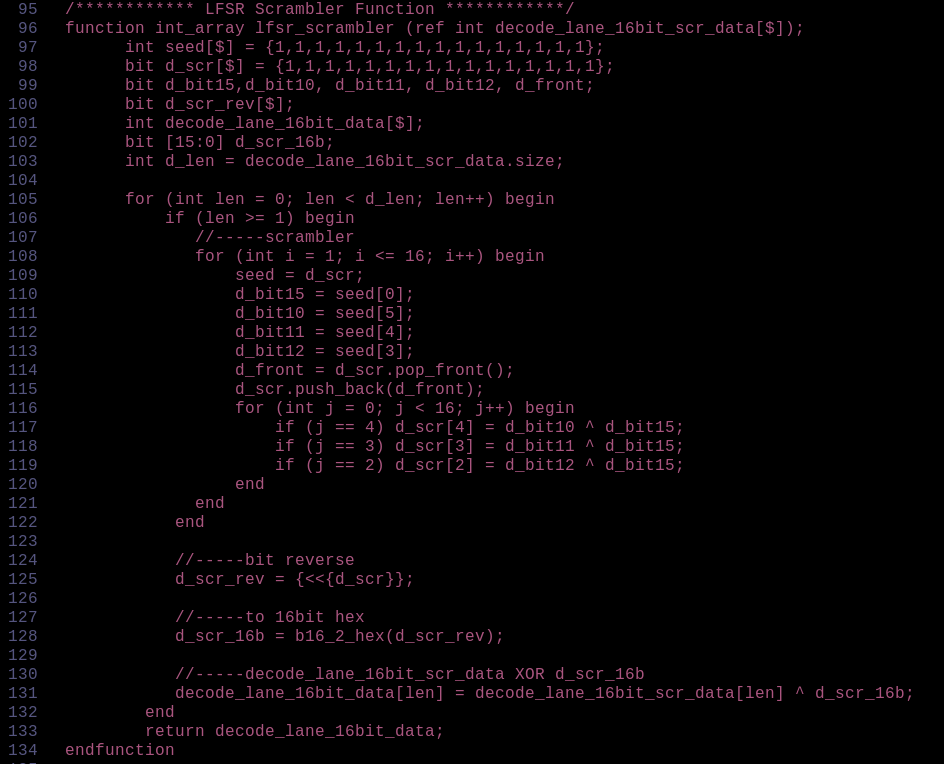 95 /************ LFSR Scrambler Function ************/
96 function int_array lfsr_scrambler (ref int decode_lane_16bit_scr_data[$]);
97 int seed[$] = {1,1,1,1,1,1,1,1,1,1,1,1,1,1,1,1};
98 bit d_scr[$] = {1,1,1,1,1,1,1,1,1,1,1,1,1,1,1,1};
99 bit d_bit15,d_bit10, d_bit11, d_bit12, d_front;
100 bit d_scr_rev[$];
101 int decode_lane_16bit_data[$];
102 bit [15:0] d_scr_16b;
103 int d_len = decode_lane_16bit_scr_data.size;
104
105 for (int len = 0; len < d_len; len++) begin
106 if (len >= 1) begin
107 //-----scrambler
108 for (int i = 1; i <= 16; i++) begin
109 seed = d_scr;
110 d_bit15 = seed[0];
111 d_bit10 = seed[5];
112 d_bit11 = seed[4];
113 d_bit12 = seed[3];
114 d_front = d_scr.pop_front();
115 d_scr.push_back(d_front);
116 for (int j = 0; j < 16; j++) begin
117 if (j == 4) d_scr[4] = d_bit10 ^ d_bit15;
118 if (j == 3) d_scr[3] = d_bit11 ^ d_bit15;
119 if (j == 2) d_scr[2] = d_bit12 ^ d_bit15;
120 end
121 end
122 end
123
124 //-----bit reverse
125 d_scr_rev = {<<{d_scr}};
126
127 //-----to 16bit hex
128 d_scr_16b = b16_2_hex(d_scr_rev);
129
130 //-----decode_lane_16bit_scr_data XOR d_scr_16b
131 decode_lane_16bit_data[len] = decode_lane_16bit_scr_data[len] ^ d_scr_16b;
132 end
133 return decode_lane_16bit_data;
134 endfunction